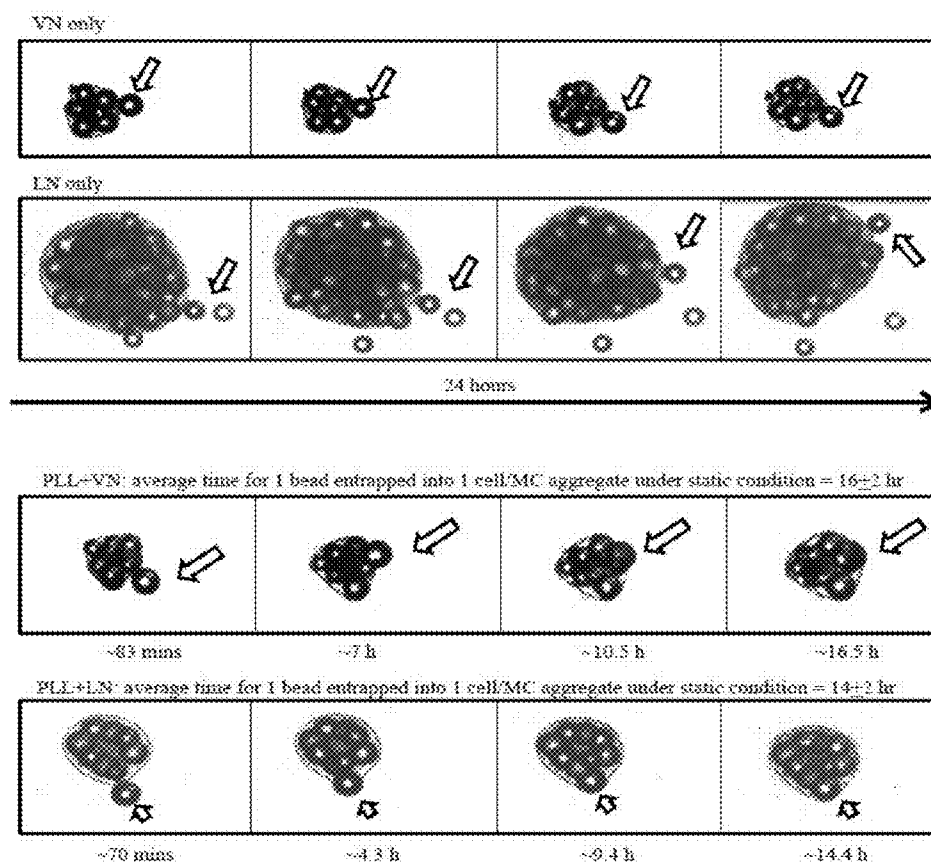 VN only
LN only
24 hours
PLL+VN: average time for 1 bead entrapped into 1 cell/MC aggregate under static condition = 16±2 hr
~83 mins
~7 h
~10.5 h
~16.5 h
PLL+LN: average time for 1 bead entrapped into 1 cell/MC aggregate under static condition = 14±2 hr
~70 mins
~4.3 h
~9.4 h
~14.4 h